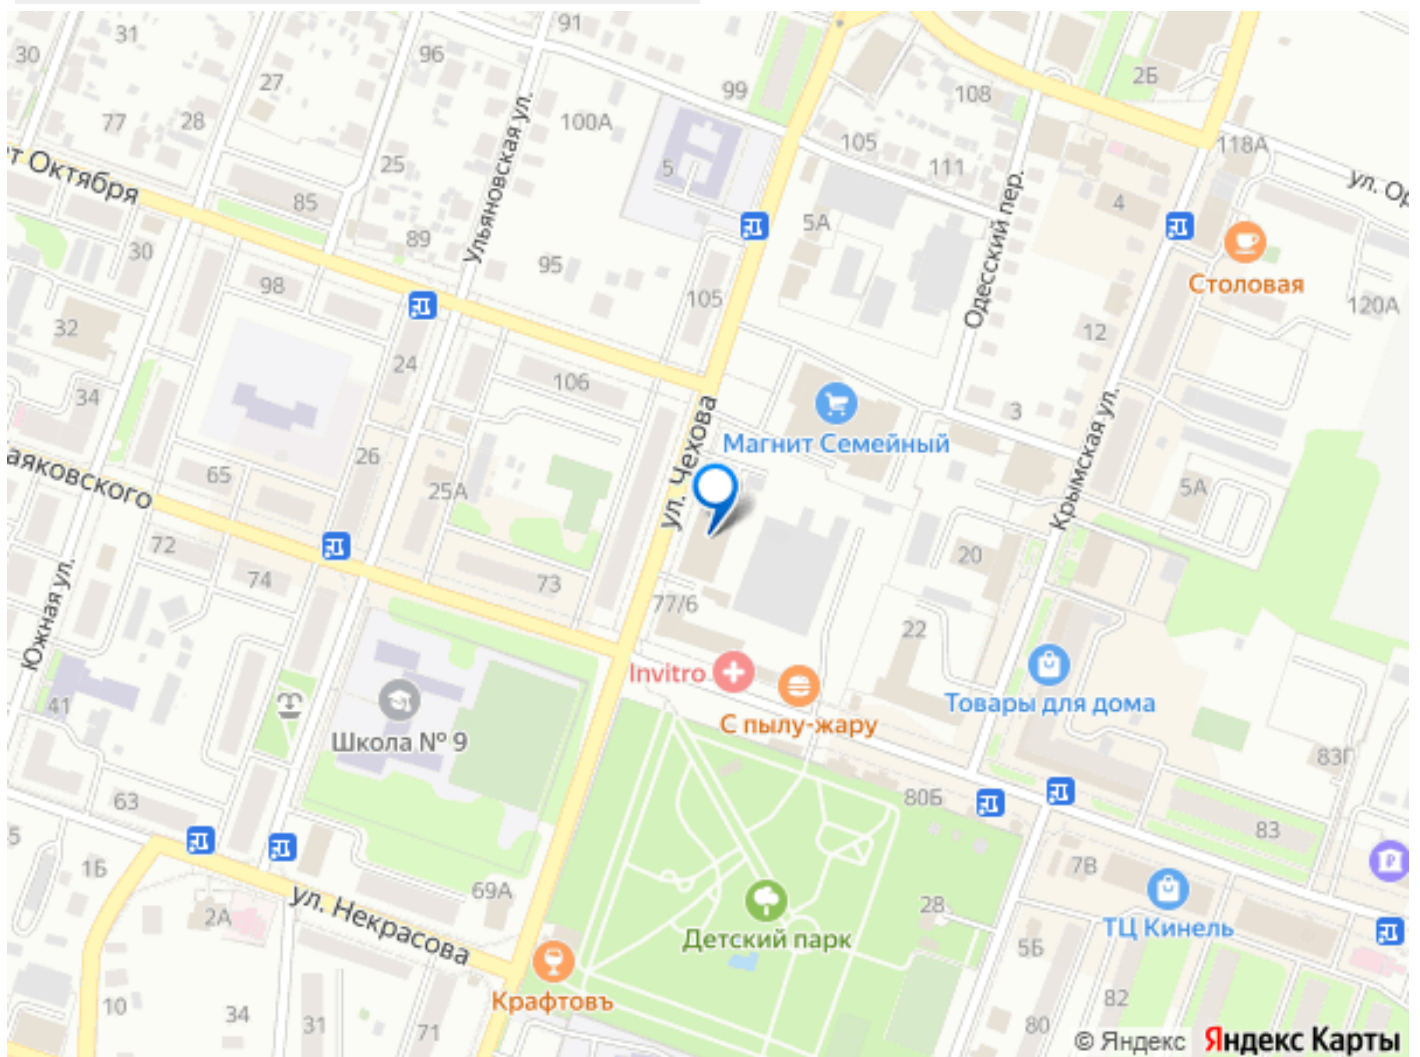 31
30
77
28
27
96
91
100А
99
5
108
2Б
118А
105
111
4
ул. Ор
т Октября
85
89
25
Ульяновская ул.
95
5А
Одесский пер.
Столовая
120А
30
98
32
24
34
106
105
12
3
Магнит Семейный
ул. Чехова
Крымская ул.
аяковского
65
26
25А
5А
72
74
73
77/6
20
22
Южная ул.
41
Школа № 9
Invitro
С пылу-жару
Товары для дома
83Г
63
80Б
83
5
1Б
2А
69А
ул. Некрасова
28
7В
Детский парк
ТЦ Кинель
5Б
Крафтовъ
10
34
31
71
82
80
© Яндекс Яндекс Карты